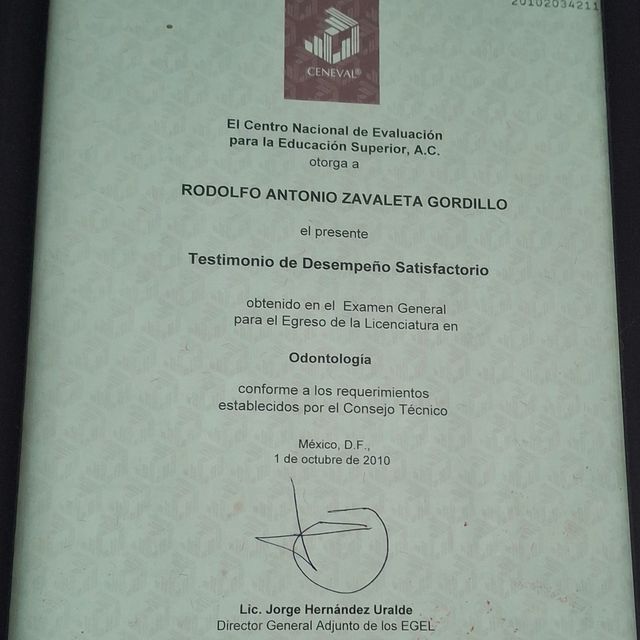 20102034211
CENEVAL®
El Centro Nacional de Evaluación
para la Educación Superior, A.C.
otorga a
RODOLFO ANTONIO ZAVALETA GORDILLO
el presente
Testimonio de Desempeño Satisfactorio
obtenido en el Examen General
para el Egreso de la Licenciatura en
Odontología
conforme a los requerimientos
establecidos por el Consejo Técnico
México, D.F.,
1 de octubre de 2010
Lic. Jorge Hernández Uralde
Director General Adjunto de los EGEL